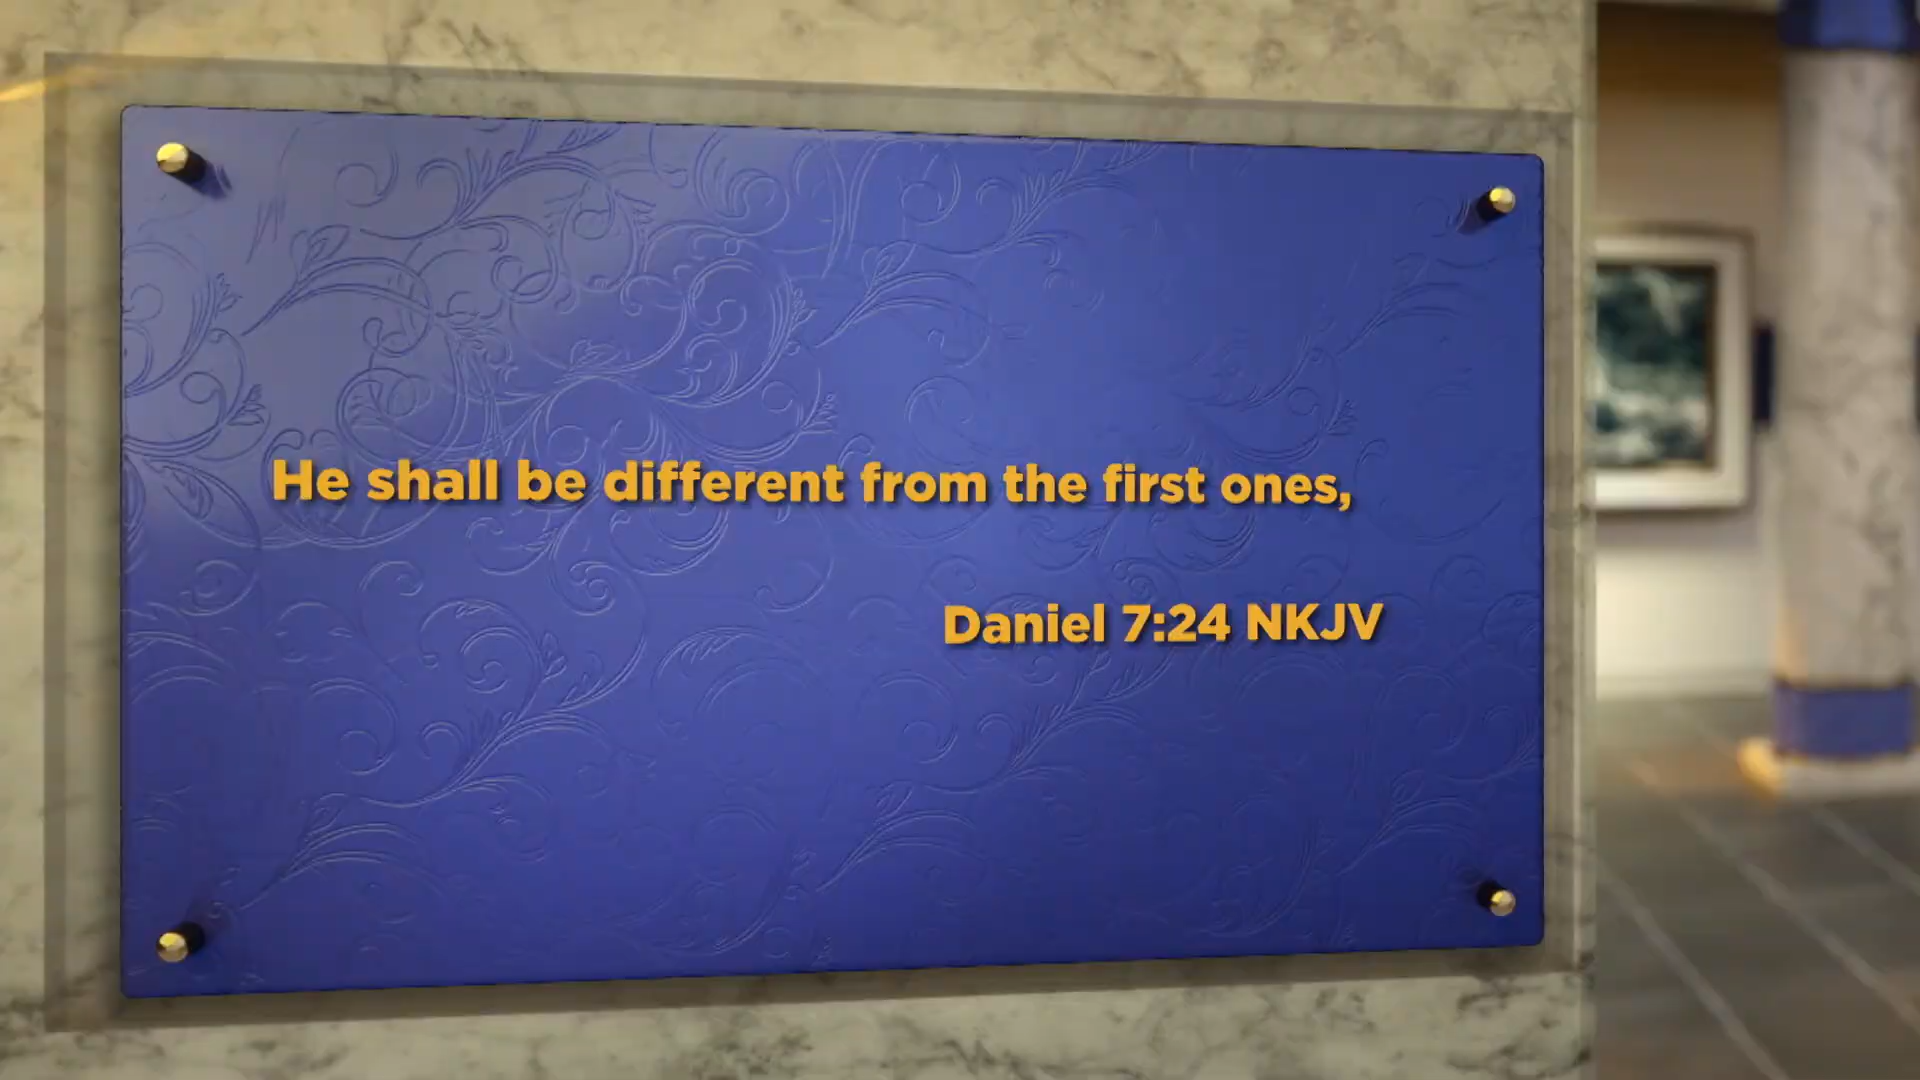 He shall be different from the first ones,
Daniel 7:24 NKJV